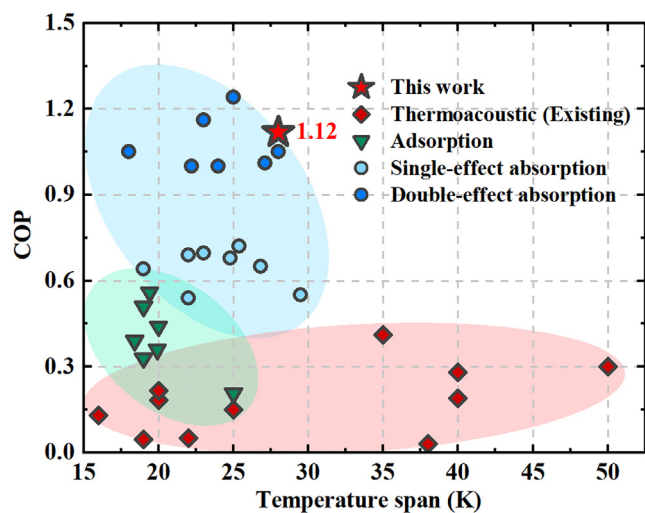 1.5
1.2
0.9
0.6
0.3
0.0
COP
This work
Thermoacoustic (Existing)
Adsorption
Single-effect absorption
Double-effect absorption
1.12
15 20 25 30 35 40 45 50
Temperature span (K)